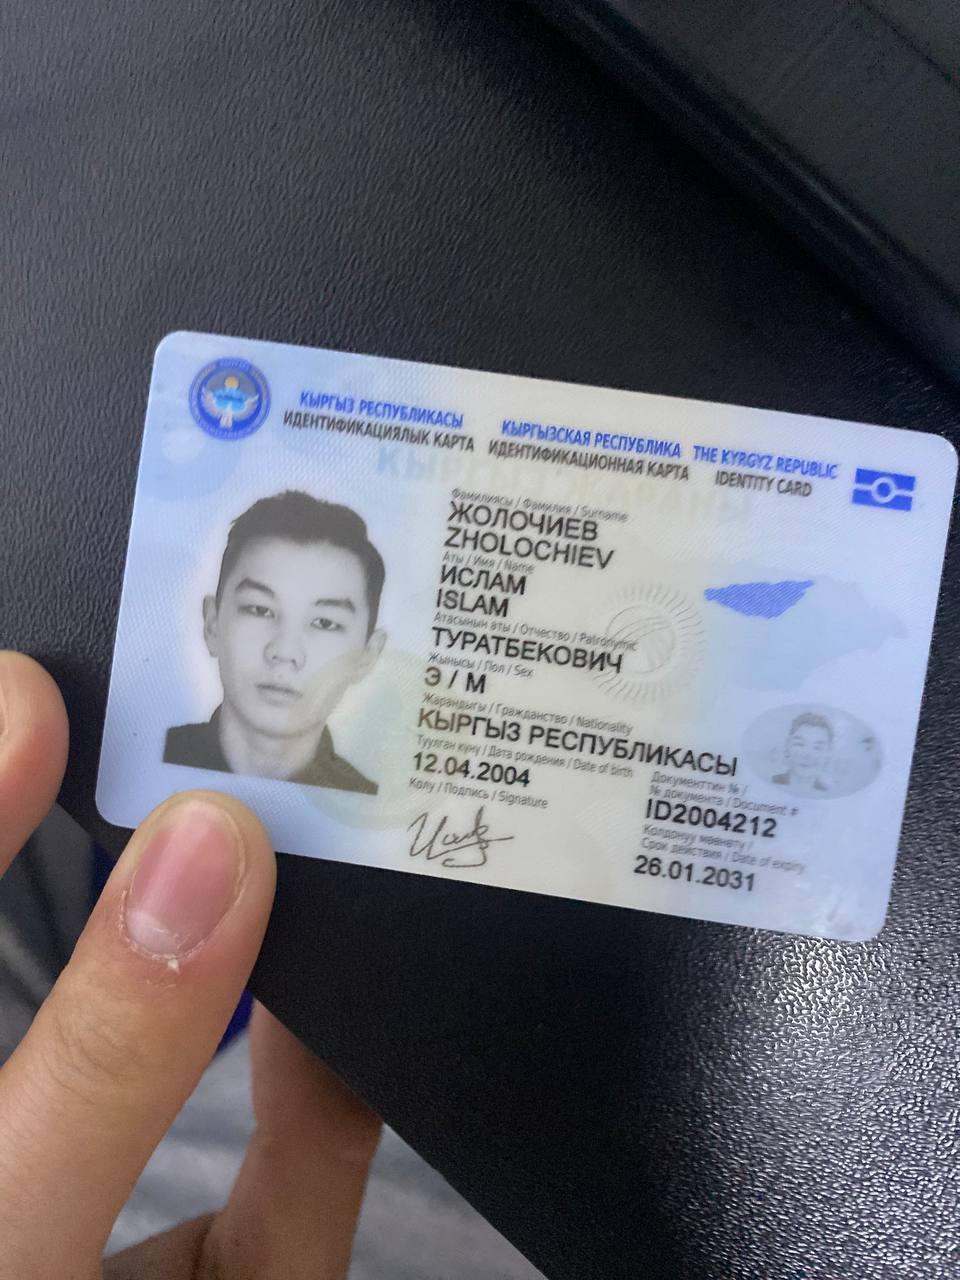 КЫРГЫЗ РЕСПУБЛИКАСЫ
ИДЕНТИФИКАЦИЯЛЫК КАРТА
КЫРГЫЗСКАЯ РЕСПУБЛИКА
ИДЕНТИФИКАЦИОННАЯ КАРТА
THE KYRGYZ REPUBLIC
IDENTITY CARD
Фамилиясы / Фамилия / Surname
ЖОЛОЧИЕВ
ZHOLOCHIEV
Аты / Имя / Name
ИСЛАМ
ISLAM
Атасынын аты / Отчество / Patronymic
ТУРАТБЕКОВИЧ
Жынысы / Пол / Sex
Э / М
Жарандыгы / Гражданство / Nationality
КЫРГЫЗ РЕСПУБЛИКАСЫ
Туулган күнү / Дата рождения / Date of birth
12.04.2004
Колу / Подпись / Signature
Документтин № /
№ документа / Document #
ID2004212
Колдонуу мөөнөтү /
Срок действия / Date of expiry
26.01.2031